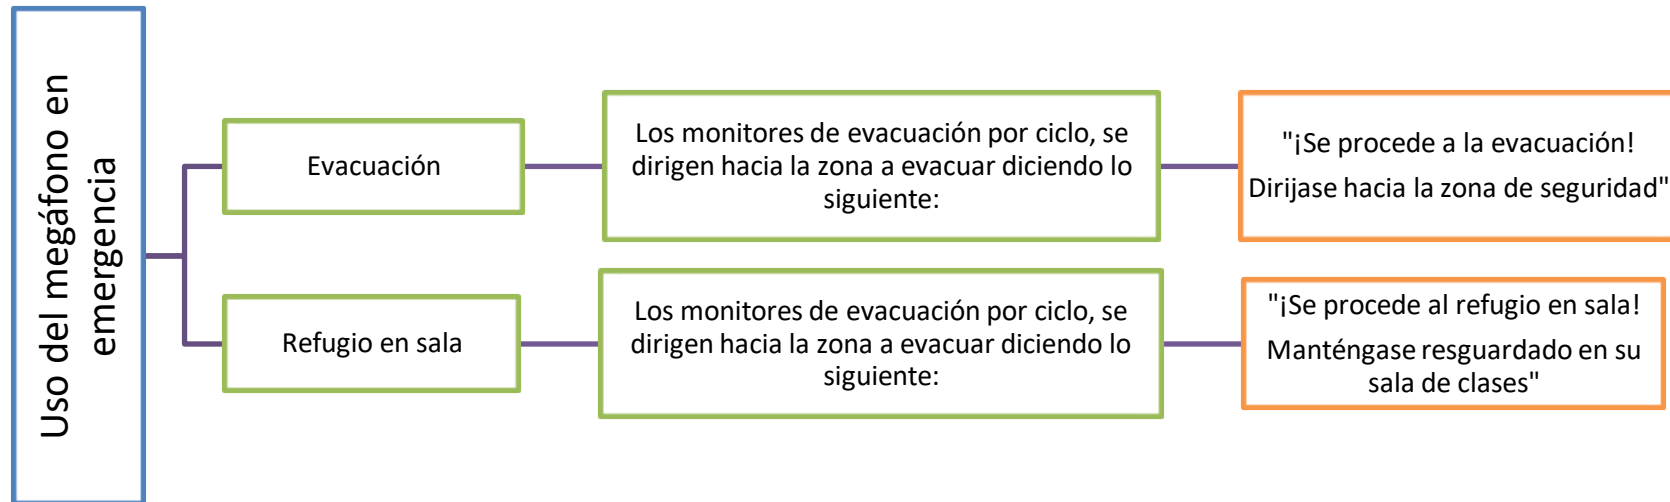 Uso del megáfono en
emergencia
Evacuación
Los monitores de evacuación por ciclo, se
dirigen hacia la zona a evacuar diciendo lo
siguiente:
"¡Se procede a la evacuación!
Dirijase hacia la zona de seguridad"
Refugio en sala
Los monitores de evacuación por ciclo, se
dirigen hacia la zona a evacuar diciendo lo
siguiente:
"¡Se procede al refugio en sala!
Manténgase resguardado en su
sala de clases"